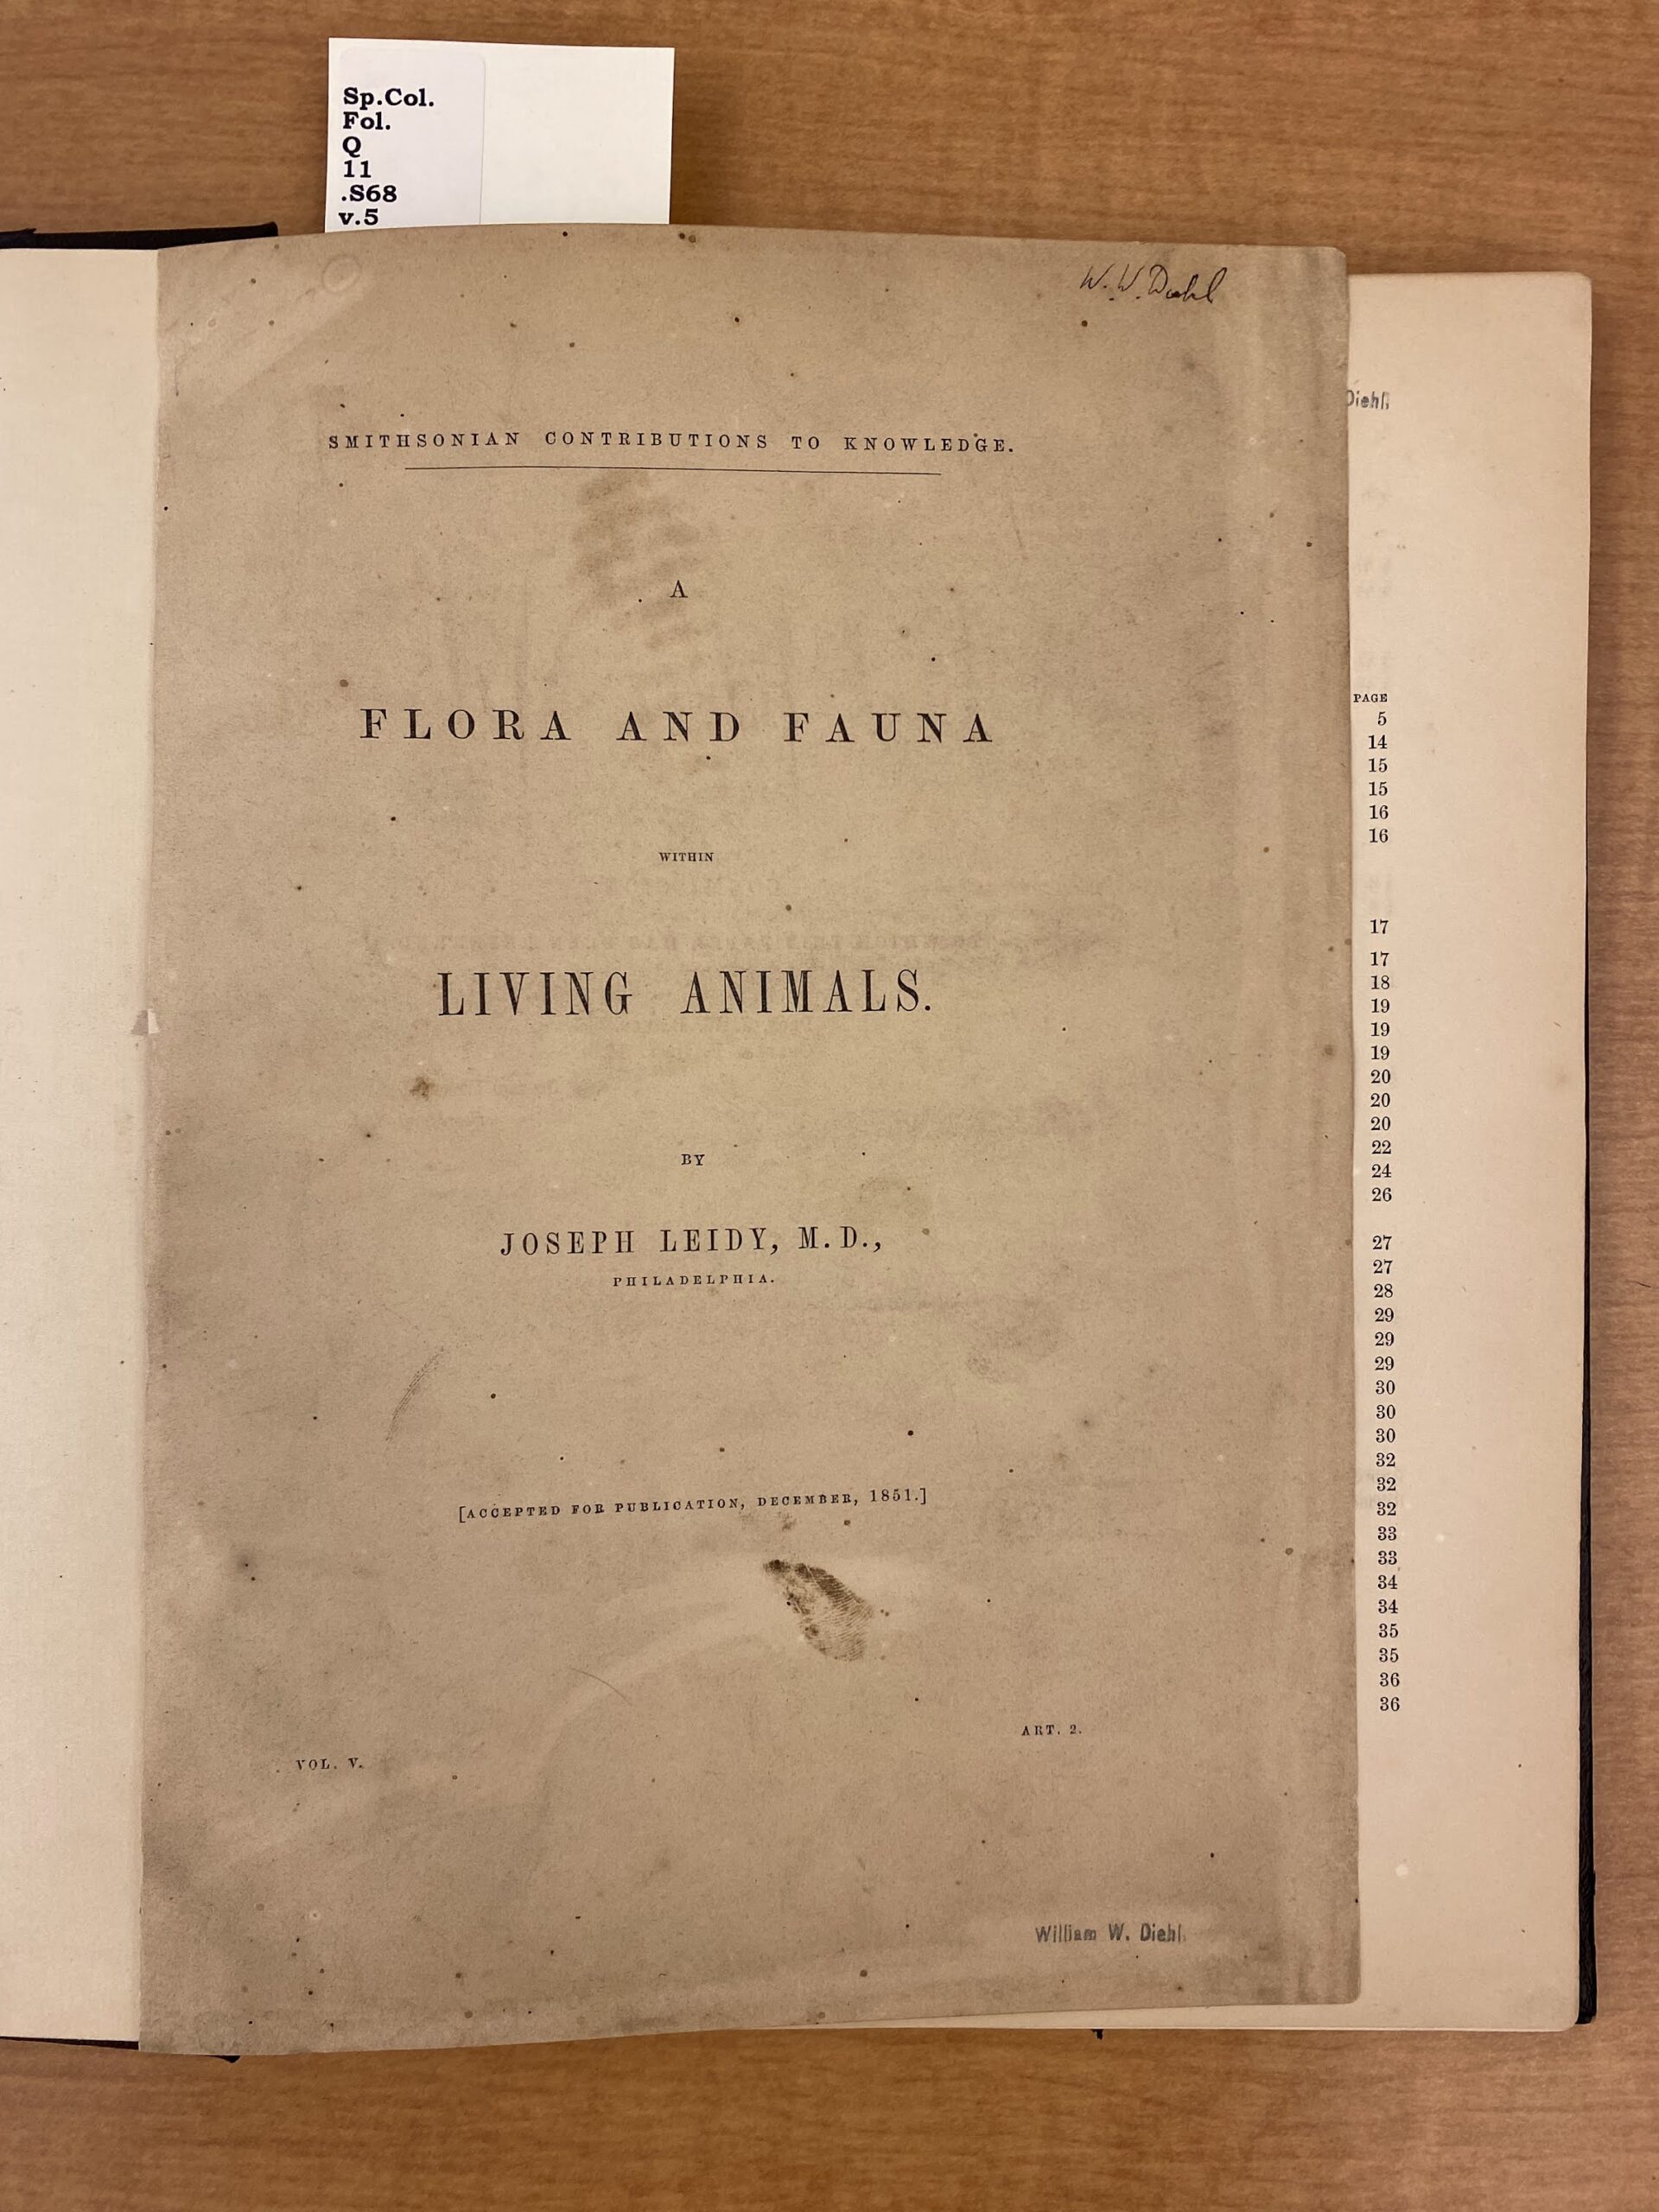 Sp.Col.
Fol.
Q
11
.S68
v.5
W. W. Diehl
SMITHSONIAN CONTRIBUTIONS TO KNOWLEDGE.
A
FLORA AND FAUNA
WITHIN
LIVING ANIMALS.
BY
JOSEPH LEIDY, M.D.,
PHILADELPHIA.
[ACCEPTED FOR PUBLICATION, DECEMBER, 1851.]
ART. 2.
VOL. V.
William W. Diehl
Diehl
PAGE
5
14
15
15
16
16
17
17
18
19
19
19
20
20
20
22
24
26
27
27
28
29
29
29
30
30
30
32
32
32
33
33
34
34
35
35
36
36